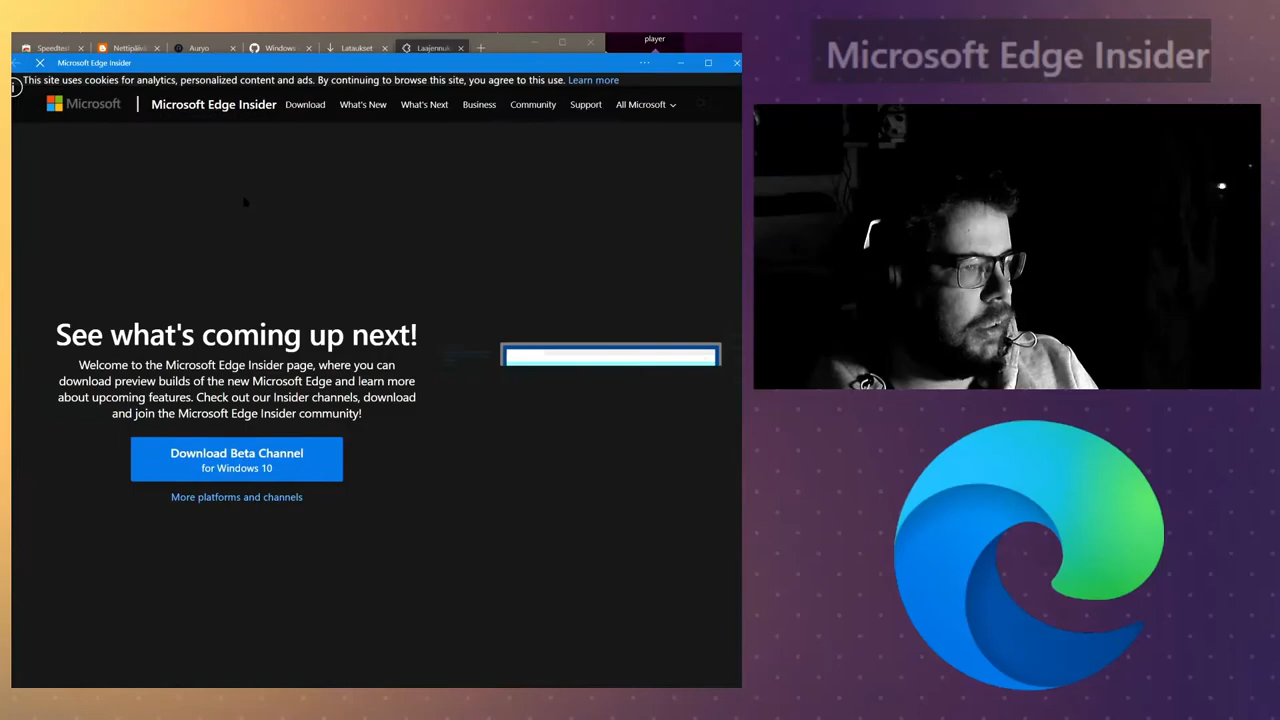 player
Speedtest
Nettipäiä
Auryo
Windows
Lataukset
Laajennuk
Microsoft Edge Insider
Microsoft Edge Insider
This site uses cookies for analytics, personalized content and ads. By continuing to browse this site, you agree to this use. Learn more
Microsoft | Microsoft Edge Insider Download What's New What's Next Business Community Support All Microsoft
See what's coming up next!
Welcome to the Microsoft Edge Insider page, where you can
download preview builds of the new Microsoft Edge and learn more
about upcoming features. Check out our Insider channels, download
and join the Microsoft Edge Insider community!
Download Beta Channel
for Windows 10
More platforms and channels